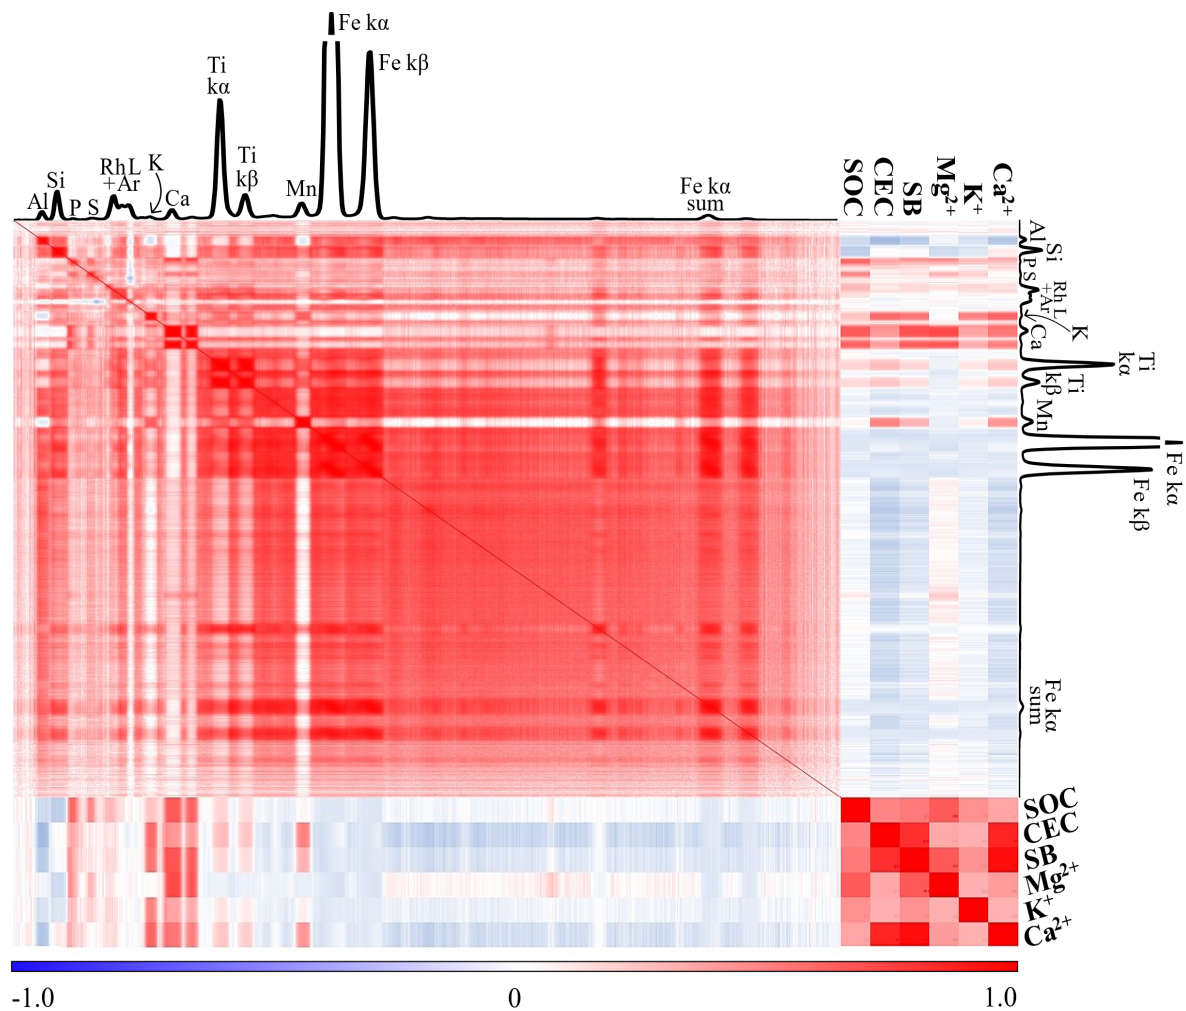 Fe kα
Fe kβ
Ti
kα
Ti
kβ
Rh L
+Ar
K
Si
Al
P
S
Ca
Mn
Fe kα
sum
SOC
CEC
SB
Mg²⁺
K⁺
Ca²⁺
Al
Si
P
S
Rh L
+Ar
K
Ca
Ti
kα
Ti
kβ
Mn
Fe kα
Fe kβ
Fe kα
sum
SOC
CEC
SB
Mg²⁺
K⁺
Ca²⁺
-1.0
0
1.0